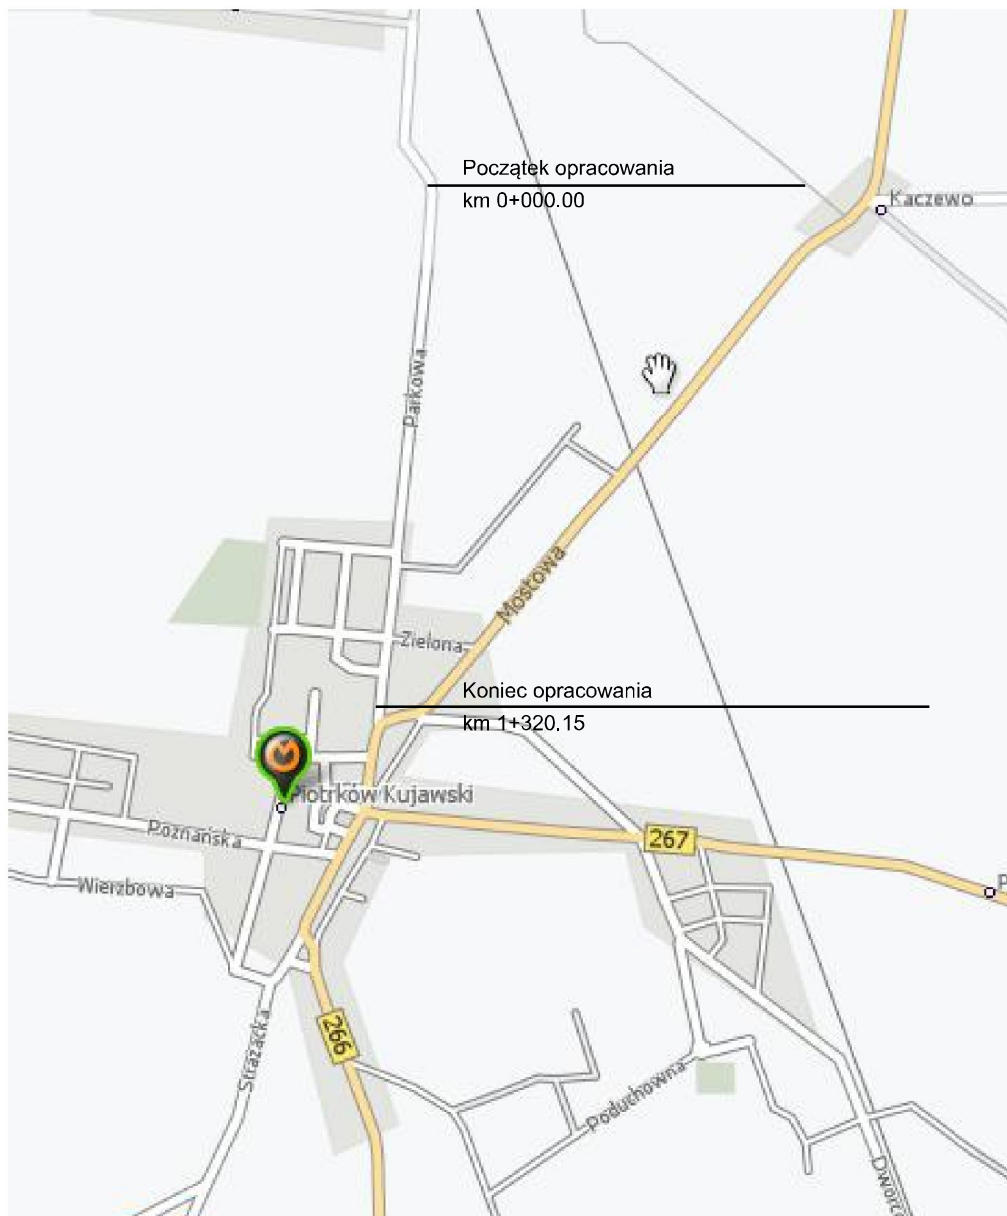 Początek opracowania
km 0+000.00
Kaczewo
Parkowa
Mostowa
Zielona
Koniec opracowania
km 1+320.15
Piotrków Kujawski
Poznańska
267
Wierzbowa
P
266
Strażacka
Poduchowna
Dworc